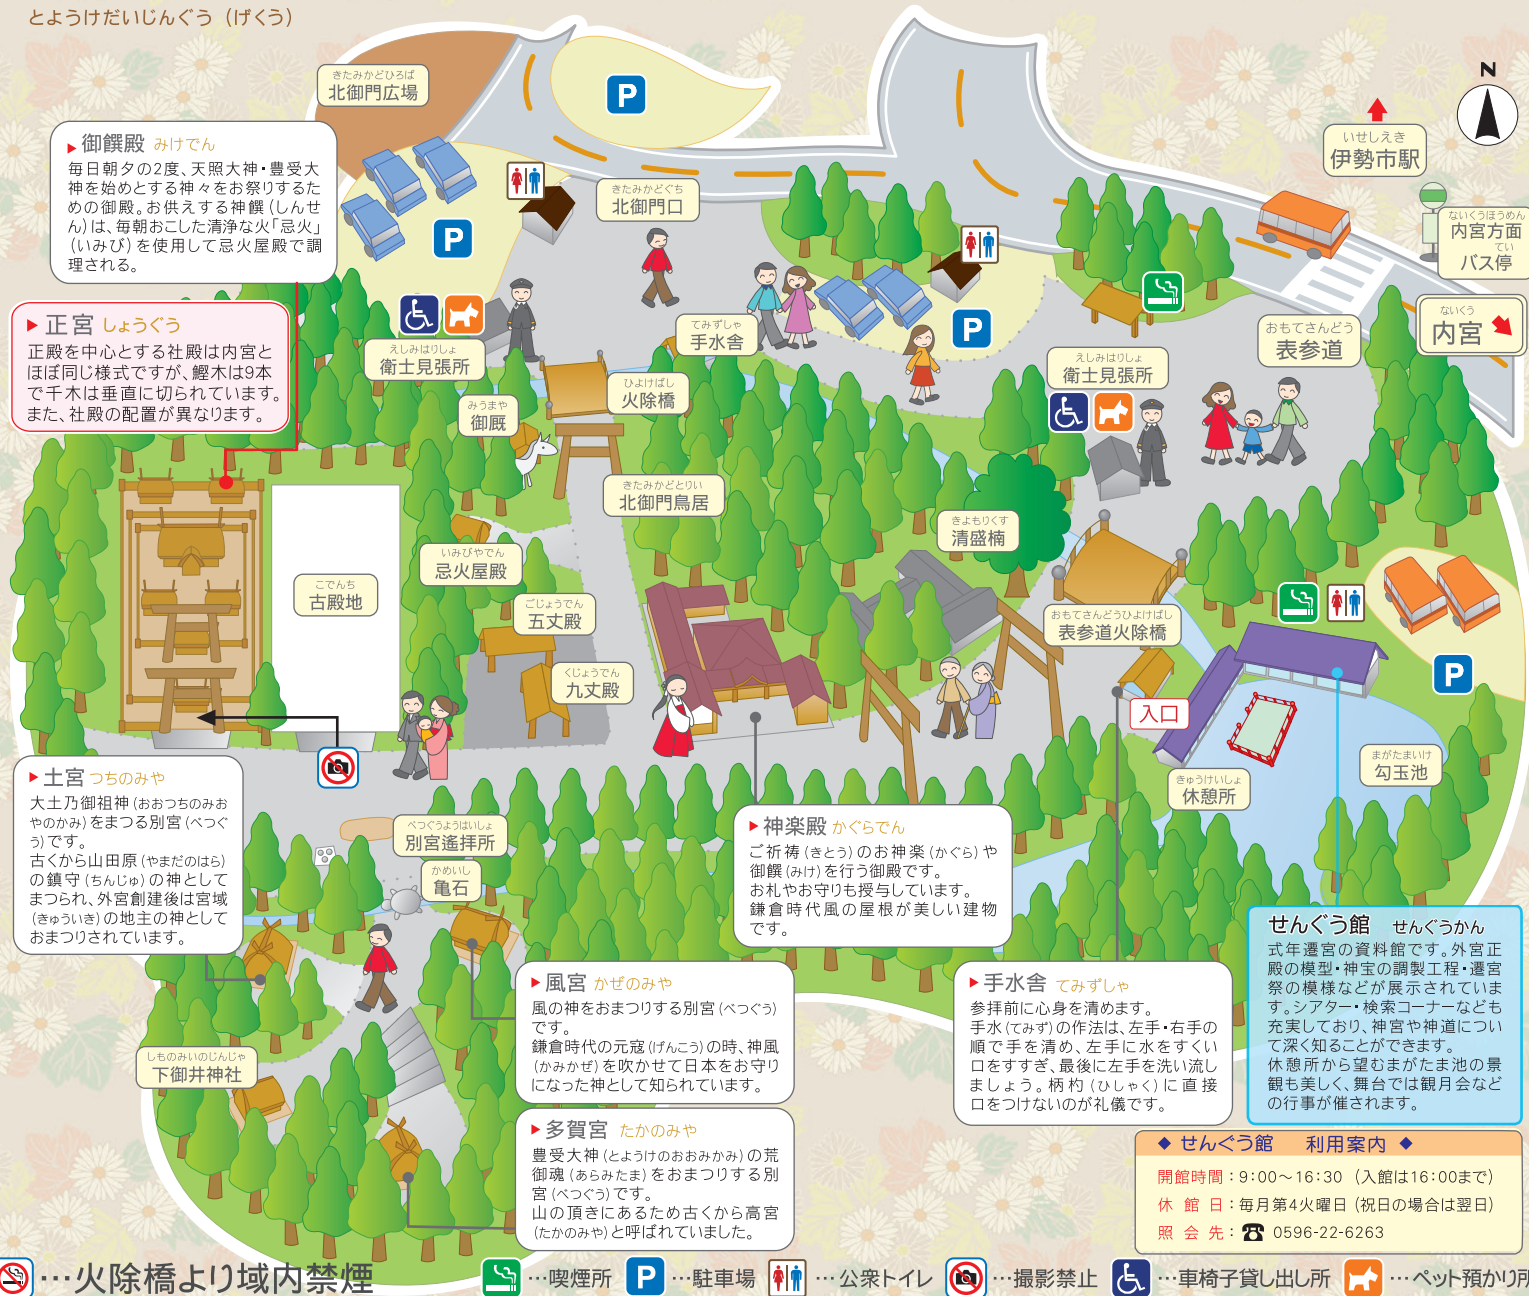 とようけだいじんぐう（げくう）
きたみかどひろば
北御門広場
P
N
いせしえき
伊勢市駅
ないくうほうめん
内宮方面
てい
バス停
ないくう
内宮
▶御饌殿 みけでん
毎日朝夕の2度、天照大神・豊受大
神を始めとする神々をお祭りするた
めの御殿。お供えする神饌(しんせ
ん)は、毎朝おこした清浄な火「忌火」
(いみび)を使用して忌火屋殿で調
理される。
きたみかどぐち
北御門口
P
P
▶正宮 しょうぐう
正殿を中心とする社殿は内宮と
ほぼ同じ様式ですが、鰹木は9本
で千木は垂直に切られています。
また、社殿の配置が異なります。
えしみはりしょ
衛士見張所
てみずしゃ
手水舎
えしみはりしょ
衛士見張所
おもてさんどう
表参道
ひよけばし
火除橋
みうまや
御厩
きたみかどとりい
北御門鳥居
きよもりくす
清盛楠
いみびやでん
忌火屋殿
こでんち
古殿地
ごじょうでん
五丈殿
おもてさんどうひよけばし
表参道火除橋
くじょうでん
九丈殿
P
入口
まがたまいけ
勾玉池
きゅうけいしょ
休憩所
▶土宮 つちのみや
大土乃御祖神(おおつちのみお
やのかみ)をまつる別宮(べつぐ
う)です。
古くから山田原(やまだのはら)
の鎮守(ちんじゅ)の神として
まつられ、外宮創建後は宮域
(きゅういき)の地主の神として
おまつりされています。
べつぐうようはいしょ
別宮遙拝所
かめいし
亀石
▶神楽殿 かぐらでん
ご祈祷(きとう)のお神楽(かぐら)や
御饌(みけ)を行う御殿です。
お札やお守りも授与しています。
鎌倉時代風の屋根が美しい建物
です。
▶風宮 かぜのみや
風の神をおまつりする別宮(べつぐう)
です。
鎌倉時代の元寇(げんこう)の時、神風
(かみかぜ)を吹かせて日本をお守り
になった神として知られています。
▶手水舎 てみずしゃ
参拝前に心身を清めます。
手水(てみず)の作法は、左手・右手の
順で手を清め、左手に水をすくい
口をすすぎ、最後に左手を洗い流し
ましょう。柄杓(ひしゃく)に直接
口をつけないのが礼儀です。
せんぐう館 せんぐうかん
式年遷宮の資料館です。外宮正
殿の模型・神宝の調製工程・遷宮
祭の模様などが展示されていま
す。シアター・検索コーナーなども
充実しており、神宮や神道につい
て深く知ることができます。
休憩所から望むまがたま池の景
観も美しく、舞台では観月会など
の行事が催されます。
しものみいのじんじゃ
下御井神社
▶多賀宮 たかのみや
豊受大神(とようけのおおみかみ)の荒
御魂(あらみたま)をおまつりする別
宮(べつぐう)です。
山の頂きにあるため古くから高宮
(たかのみや)と呼ばれていました。
◆ せんぐう館 利用案内 ◆
開館時間：9:00～16:30（入館は16:00まで）
休館日：毎月第4火曜日（祝日の場合は翌日）
照会先：☎ 0596-22-6263
…火除橋より域内禁煙 …喫煙所 P …駐車場 …公衆トイレ …撮影禁止 …車椅子貸し出し所 …ペット預かり所